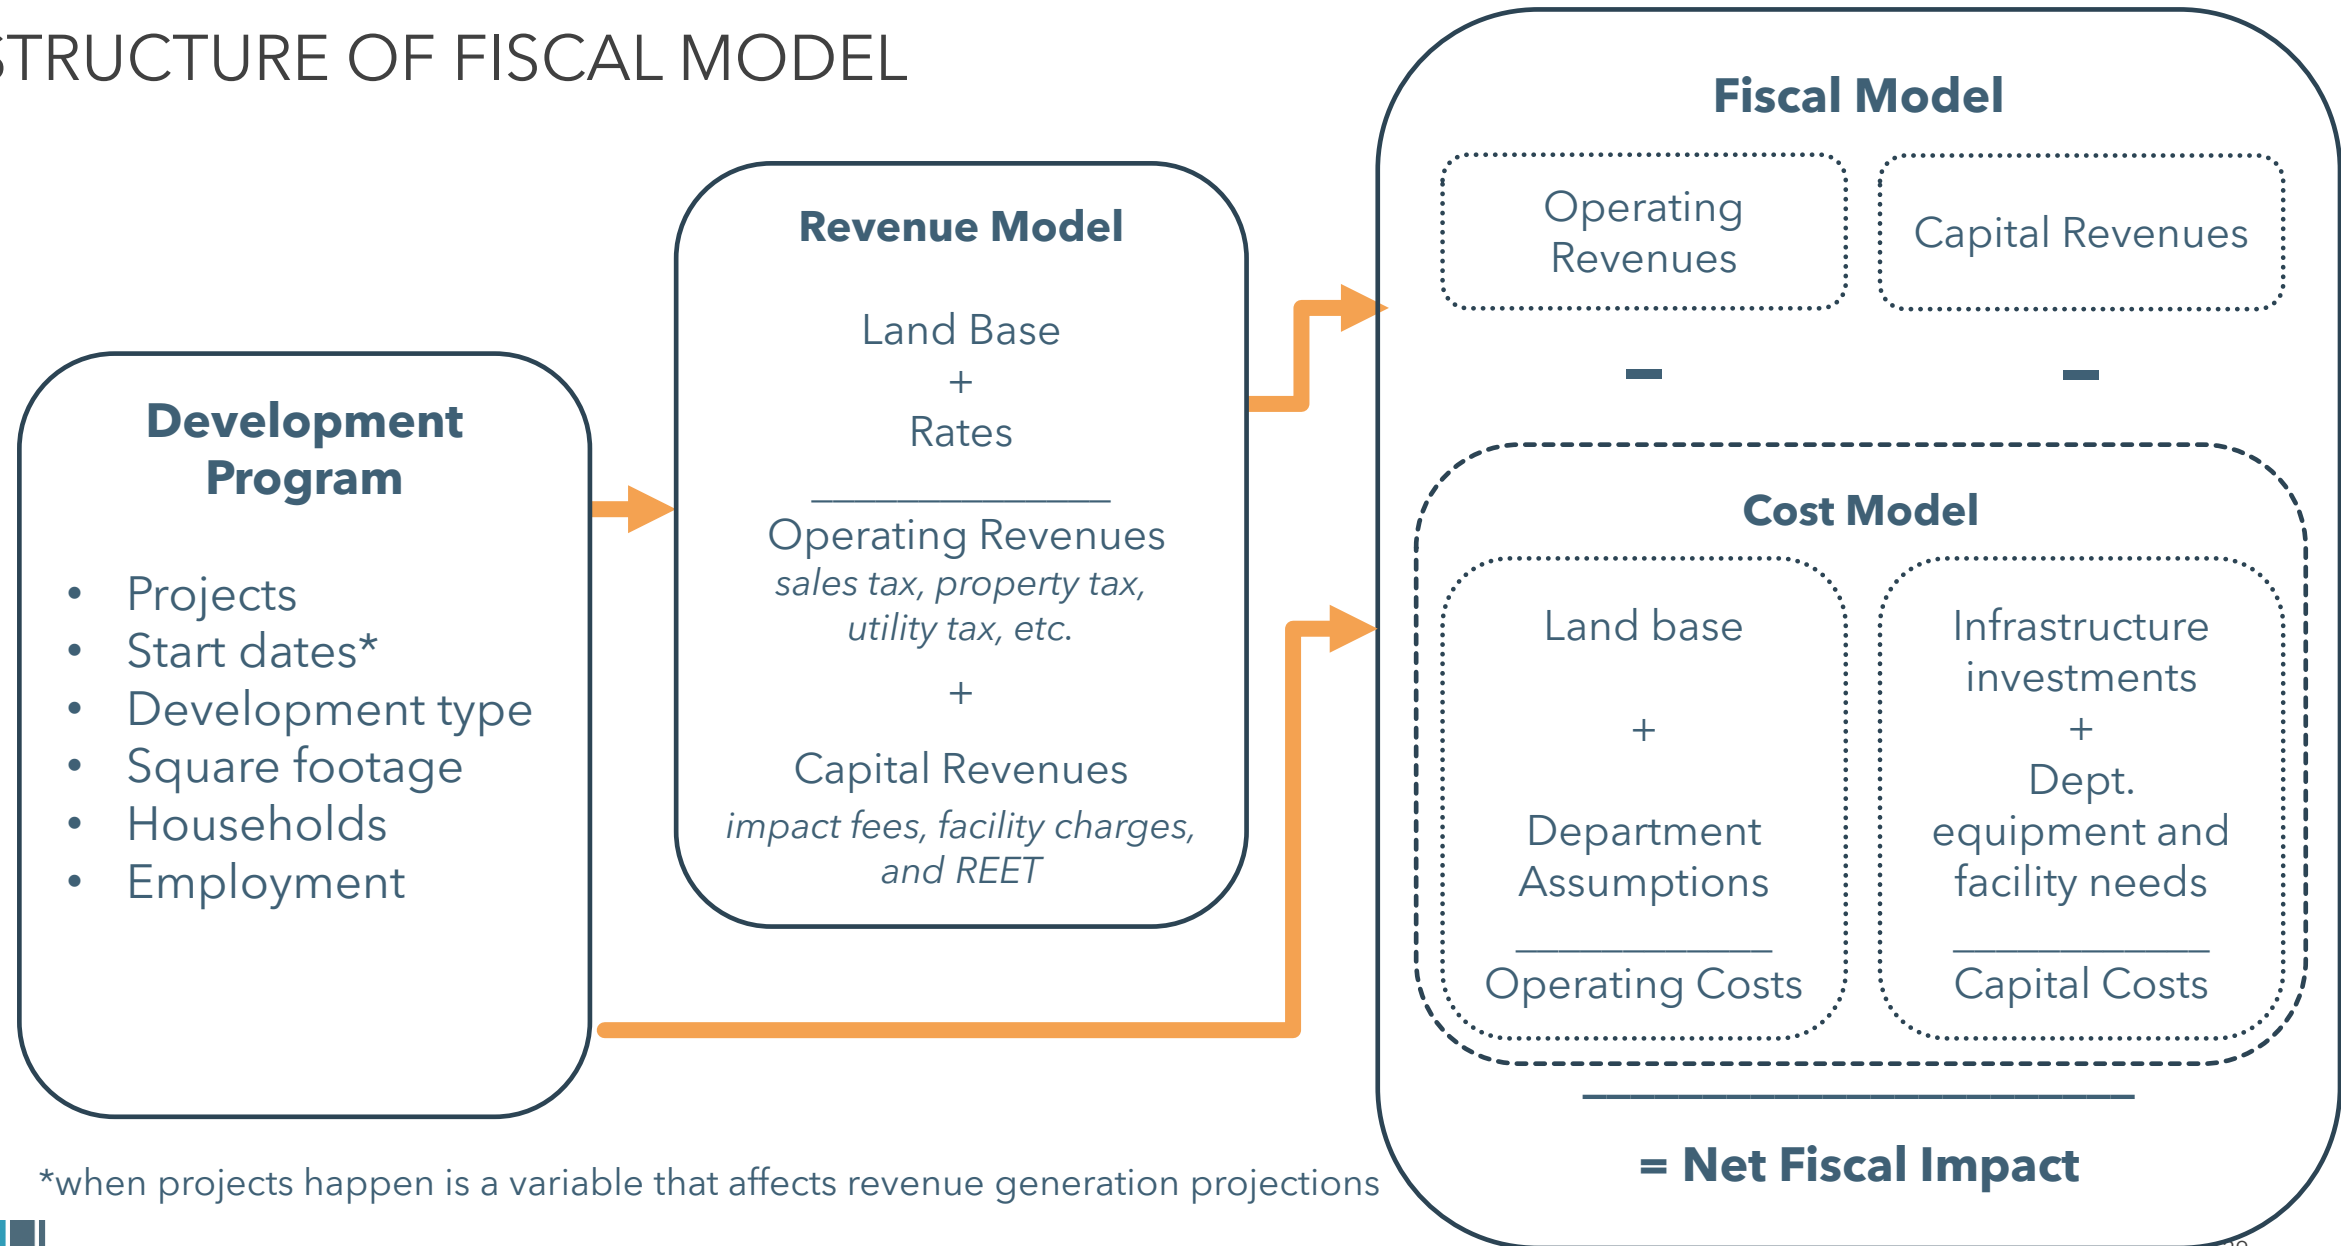 STRUCTURE OF FISCAL MODEL
Development
Program
• Projects
• Start dates*
• Development type
• Square footage
• Households
• Employment
Revenue Model
Land Base
+
Rates
Operating Revenues
sales tax, property tax,
utility tax, etc.
+
Capital Revenues
impact fees, facility charges,
and REET
Fiscal Model
Operating
Revenues
Capital Revenues
–
–
Cost Model
Land base
+
Department
Assumptions
Operating Costs
Infrastructure
investments
+
Dept.
equipment and
facility needs
Capital Costs
= Net Fiscal Impact
*when projects happen is a variable that affects revenue generation projections